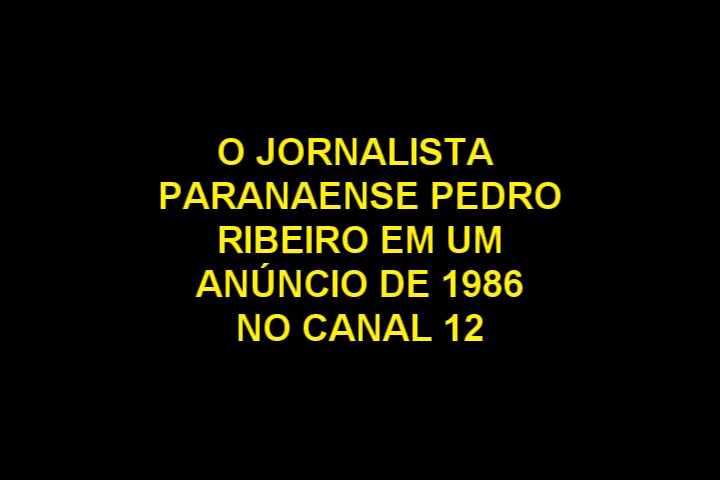 O JORNALISTA
PARANAENSE PEDRO
RIBEIRO EM UM
ANÚNCIO DE 1986
NO CANAL 12